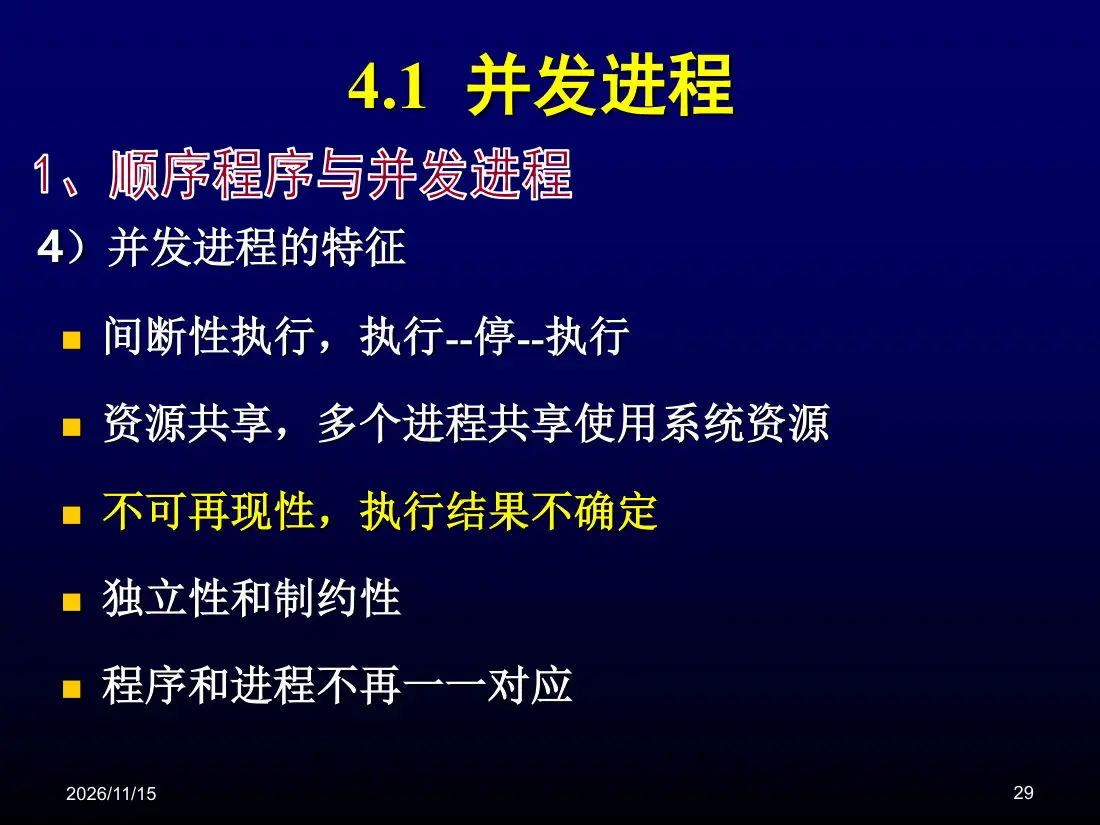 4.1 并发进程
1、顺序程序与并发进程
4）并发进程的特征
间断性执行，执行--停--执行
资源共享，多个进程共享使用系统资源
不可再现性，执行结果不确定
独立性和制约性
程序和进程不再一一对应
2026/11/15
29